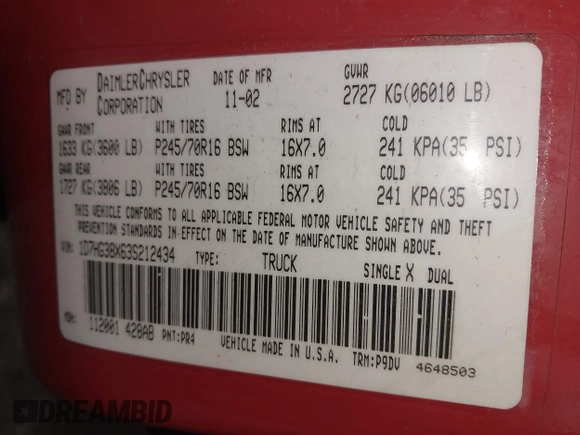 MFD BY DAIMLERCHRYSLER CORPORATION DATE OF MFR 11-02 GVWR 2727 KG(06010 LB)
GAWR FRONT WITH TIRES RIMS AT COLD
1633 KG(3600 LB) P245/70R16 BSW 16X7.0 241 KPA(35 PSI)
GAWR REAR WITH TIRES RIMS AT COLD
1727 KG(3806 LB) P245/70R16 BSW 16X7.0 241 KPA(35 PSI)
THIS VEHICLE CONFORMS TO ALL APPLICABLE FEDERAL MOTOR VEHICLE SAFETY AND THEFT
PREVENTION STANDARDS IN-EFFECT ON THE DATE OF MANUFACTURE SHOWN ABOVE.
VIN: 1D7HG38X63S212434 TYPE: TRUCK SINGLE X DUAL
MDH: 112001 428AB PNT:PR4 VEHICLE MADE IN U.S.A. TRM:P9DV 4648503
DREAMBID